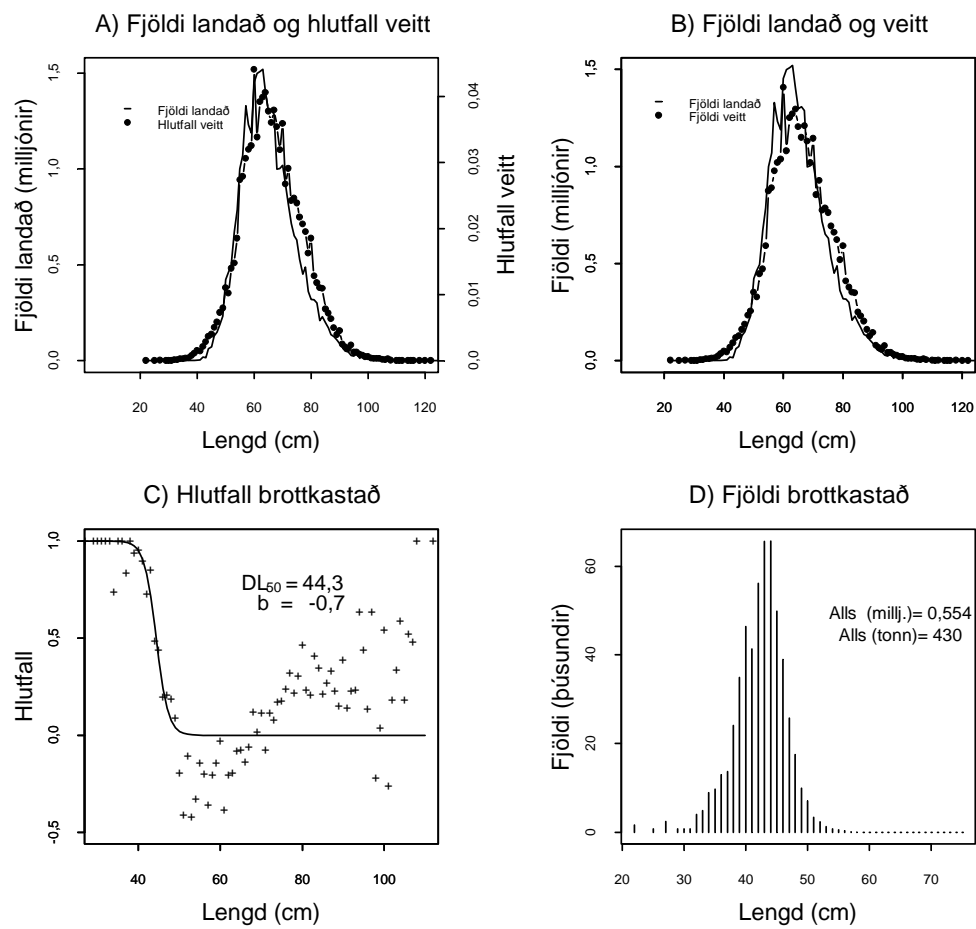 A) Fjöldi landað og hlutfall veitt
Fjöldi landað (milljónir)
0,0 0,5 1,0 1,5
Fjöldi landað
Hlutfall veitt
0,0 0,01 0,02 0,03 0,04
Hlutfall veitt
20 40 60 80 100 120
Lengd (cm)
B) Fjöldi landað og veitt
Fjöldi (milljónir)
0,0 0,5 1,0 1,5
Fjöldi landað
Fjöldi veitt
20 40 60 80 100 120
Lengd (cm)
C) Hlutfall brottkastað
Hlutfall
-0,5 0,0 0,5 1,0
DL50 = 44,3
b = -0,7
40 60 80 100
Lengd (cm)
D) Fjöldi brottkastað
Fjöldi (þúsundir)
0 20 40 60
Alls (millj.)= 0,554
Alls (tonn)= 430
20 30 40 50 60 70
Lengd (cm)